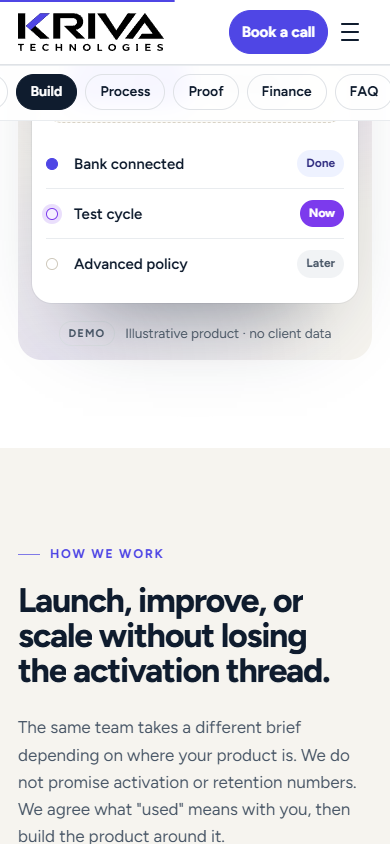 KRIVA
TECHNOLOGIES
Book a call
Build
Process
Proof
Finance
FAQ
Bank connected
Done
Test cycle
Now
Advanced policy
Later
DEMO
Illustrative product · no client data
HOW WE WORK
Launch, improve, or
scale without losing
the activation thread.
The same team takes a different brief
depending on where your product is. We do
not promise activation or retention numbers.
We agree what "used" means with you, then
build the product around it.